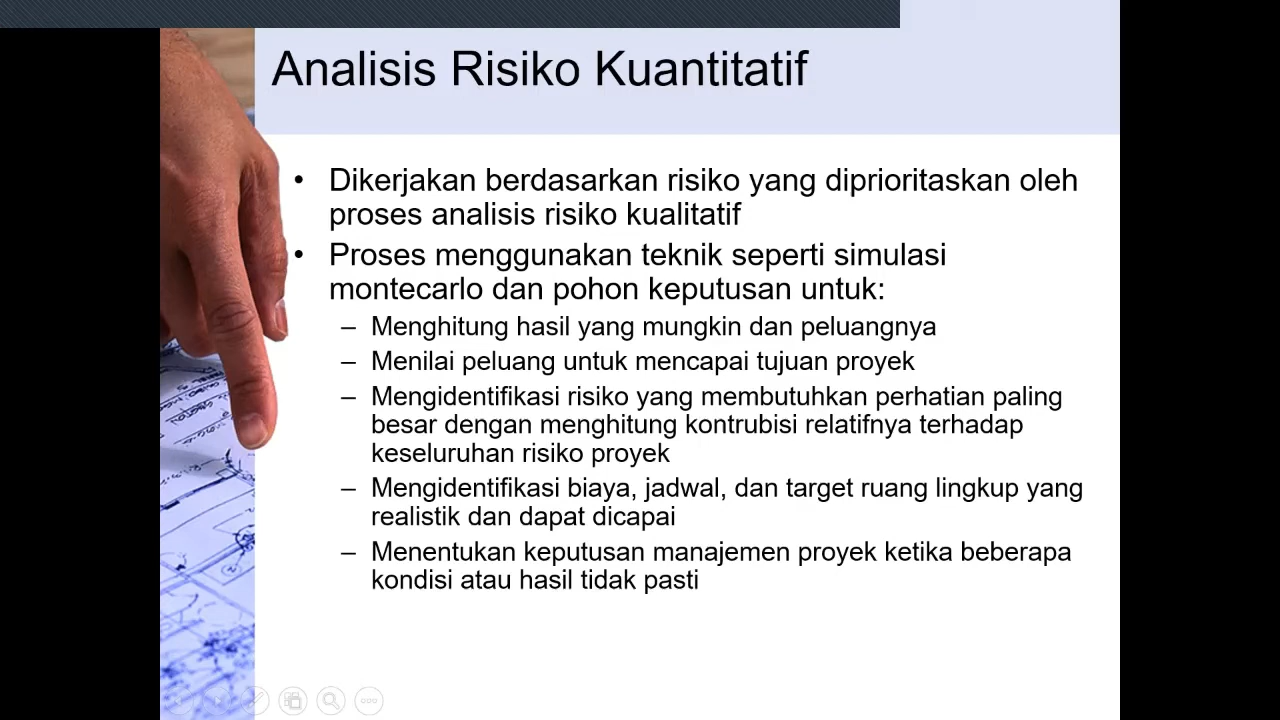 Analisis Risiko Kuantitatif
• Dikerjakan berdasarkan risiko yang diprioritaskan oleh
proses analisis risiko kualitatif
• Proses menggunakan teknik seperti simulasi
montecarlo dan pohon keputusan untuk:
– Menghitung hasil yang mungkin dan peluangnya
– Menilai peluang untuk mencapai tujuan proyek
– Mengidentifikasi risiko yang membutuhkan perhatian paling
besar dengan menghitung kontrubisi relatifnya terhadap
keseluruhan risiko proyek
– Mengidentifikasi biaya, jadwal, dan target ruang lingkup yang
realistik dan dapat dicapai
– Menentukan keputusan manajemen proyek ketika beberapa
kondisi atau hasil tidak pasti